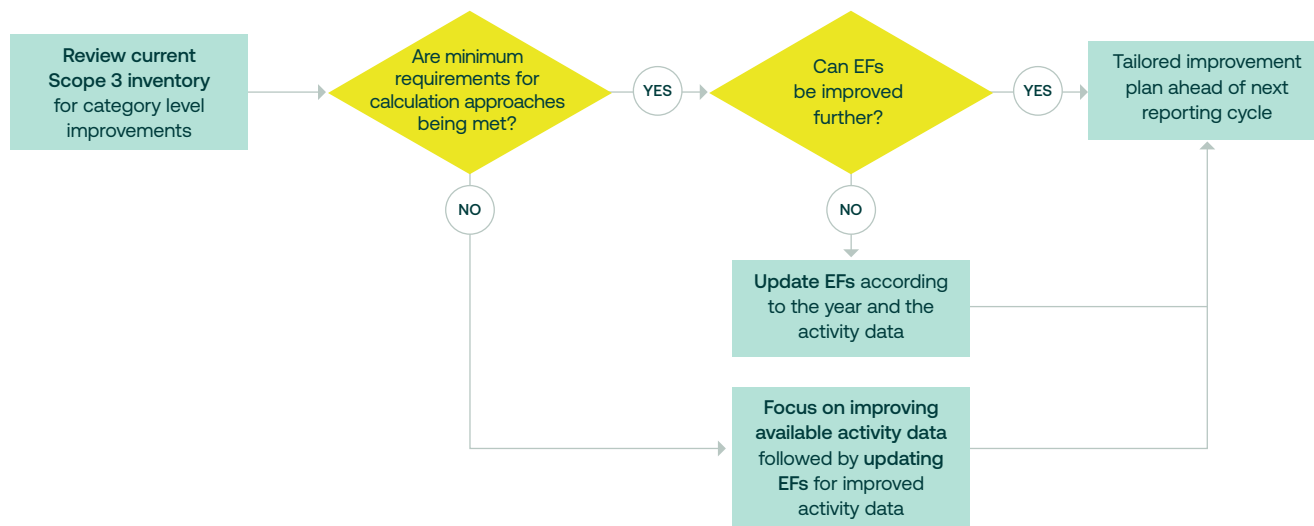 Review current
Scope 3 inventory
for category level
improvements
Are minimum
requirements for
calculation approaches
being met?
YES
Can EFs
be improved
further?
YES
Tailored improvement
plan ahead of next
reporting cycle
NO
NO
Update EFs according
to the year and the
activity data
Focus on improving
available activity data
followed by updating
EFs for improved
activity data